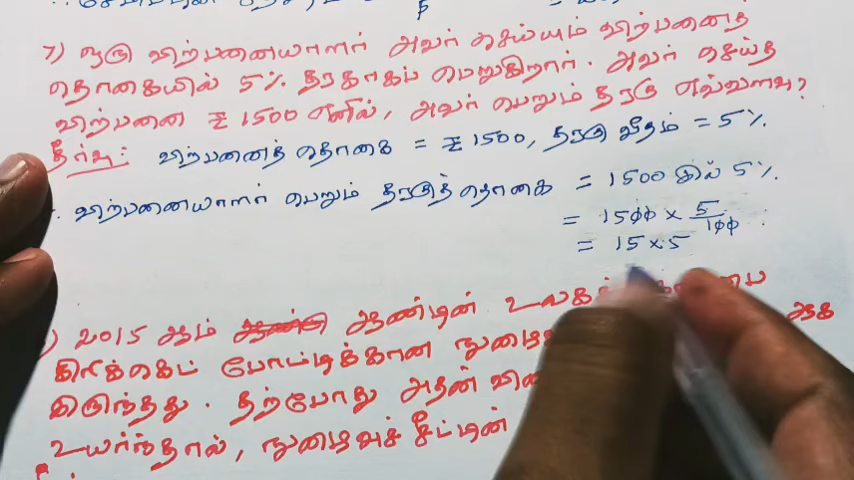 7) ஒரு விற்பனையாளர் அவர் செய்யும் விற்பனைத்
தொகையில் 5% தரகாகப் பெறுகிறார். அவர் செய்த
விற்பனை ₹ 1500 எனில், அவர் பெறும் தரகு எவ்வளவு?
தீர்வு: விற்பனைத் தொகை = ₹ 1500, தரகு வீதம் = 5%.
∴ விற்பனையாளர் பெறும் தரகுத் தொகை = 1500 இல் 5%.
= 1500 × 5/100
= 15 × 5
) 2015 ஆம் ஆண்டின் உலகக்
கிரிக்கெட் போட்டிக்கான நுழைவு ஆக
இருந்தது. தற்போது அதன்
உயர்ந்தால், நுழைவுச் சீட்டின்